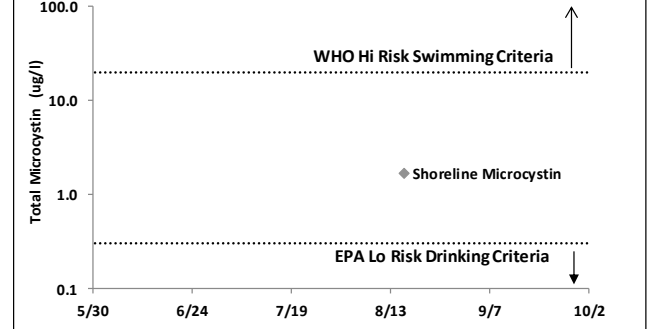 100.0
WHO Hi Risk Swimming Criteria
10.0
Total Microcystin (ug/l)
Shoreline Microcystin
1.0
EPA Lo Risk Drinking Criteria
0.1
5/30 6/24 7/19 8/13 9/7 10/2